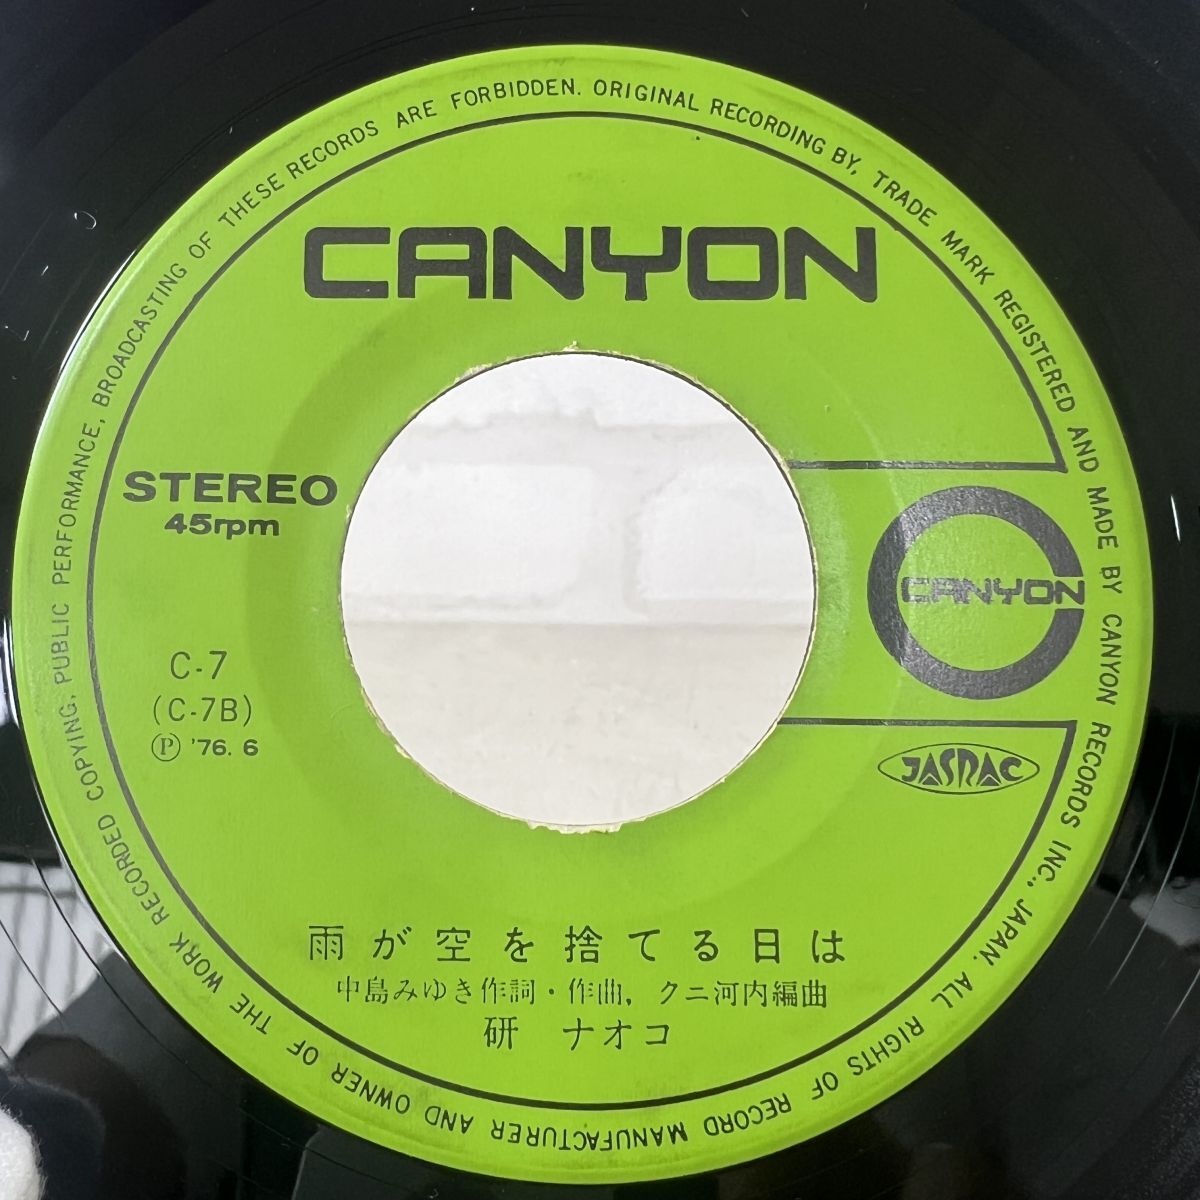 RECORDED COPYING, PUBLIC PERFORMANCE, BROADCASTING OF THESE RECORDS ARE FORBIDDEN. ORIGINAL RECORDING BY, TRADE MARK REGISTERED AND MADE BY CANYON RECORDS INC., JAPAN. ALL RIGHTS OF RECORD MANUFACTURER AND OWNER OF THE WORK
CANYON
STEREO
45rpm
CANYON
C-7
(C-7B)
Ⓟ '76. 6
JASRAC
雨が空を捨てる日は
中島みゆき作詞・作曲, クニ河内編曲
研 ナオコ